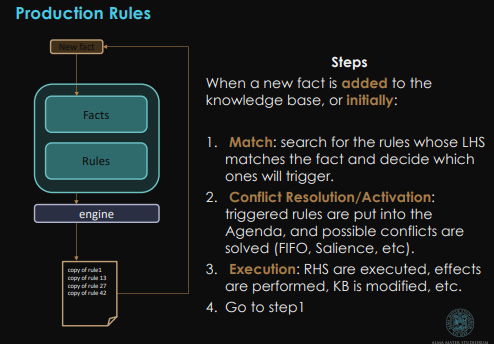 Production Rules
New fact
Facts
Rules
engine
copy of rule1
copy of rule 13
copy of rule 27
copy of rule 42
Steps
When a new fact is added to the
knowledge base, or initially:
1. Match: search for the rules whose LHS
matches the fact and decide which
ones will trigger.
2. Conflict Resolution/Activation:
triggered rules are put into the
Agenda, and possible conflicts are
solved (FIFO, Salience, etc).
3. Execution: RHS are executed, effects
are performed, KB is modified, etc.
4. Go to step1
ALMA MATER STUDIORUM